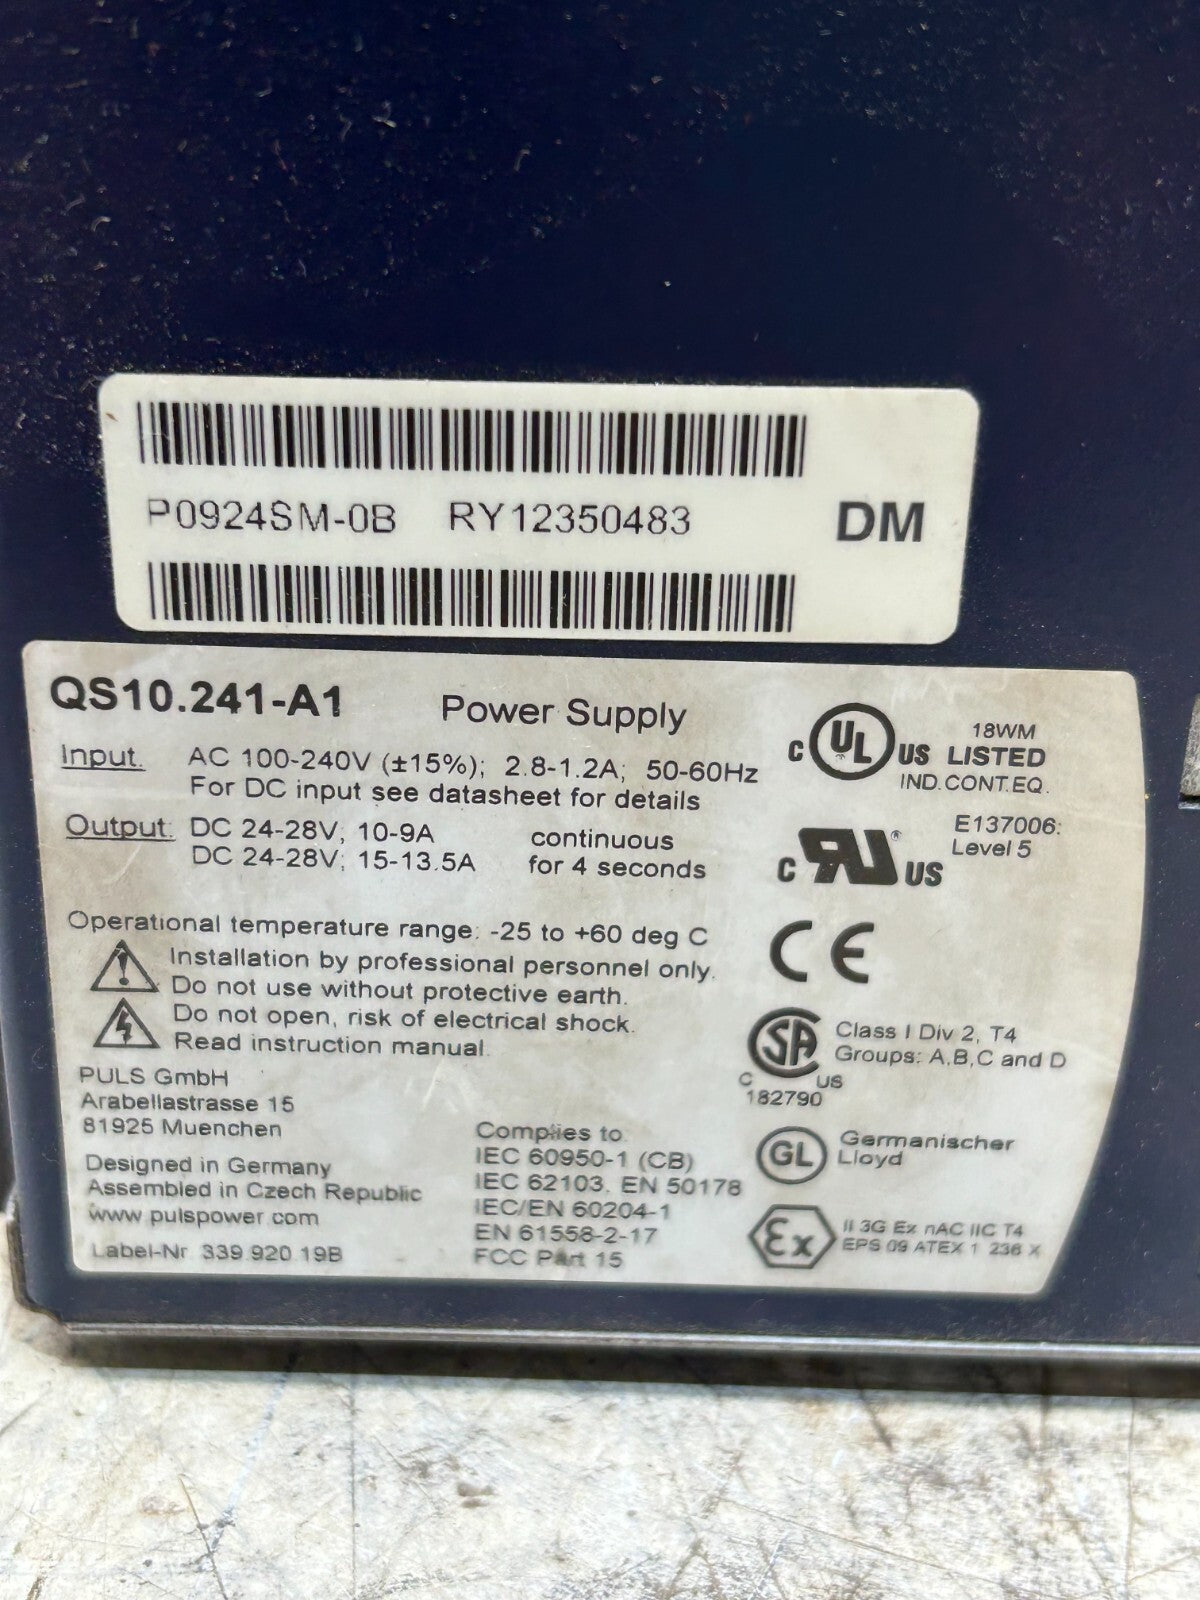 P0924SM-0B RY12350483 DM
QS10.241-A1 Power Supply
Input: AC 100-240V (±15%); 2.8-1.2A; 50-60Hz
For DC input see datasheet for details
Output: DC 24-28V; 10-9A continuous
DC 24-28V; 15-13.5A for 4 seconds
Operational temperature range: -25 to +60 deg C
Installation by professional personnel only.
Do not use without protective earth.
Do not open, risk of electrical shock.
Read instruction manual.
PULS GmbH
Arabellastrasse 15
81925 Muenchen
Designed in Germany
Assembled in Czech Republic
www.pulspower.com
Label-Nr 339.920.19B
Complies to:
IEC 60950-1 (CB)
IEC 62103, EN 50178
IEC/EN 60204-1
EN 61558-2-17
FCC Part 15
C UL US 18WM
LISTED
IND.CONT.EQ.
C RU ® US E137006:
Level 5
CE
SA Class I Div 2, T4
Groups: A,B,C and D
C US
182790
GL Germanischer
Lloyd
Ex II 3G Ex nAC IIC T4
EPS 09 ATEX 1 236 X